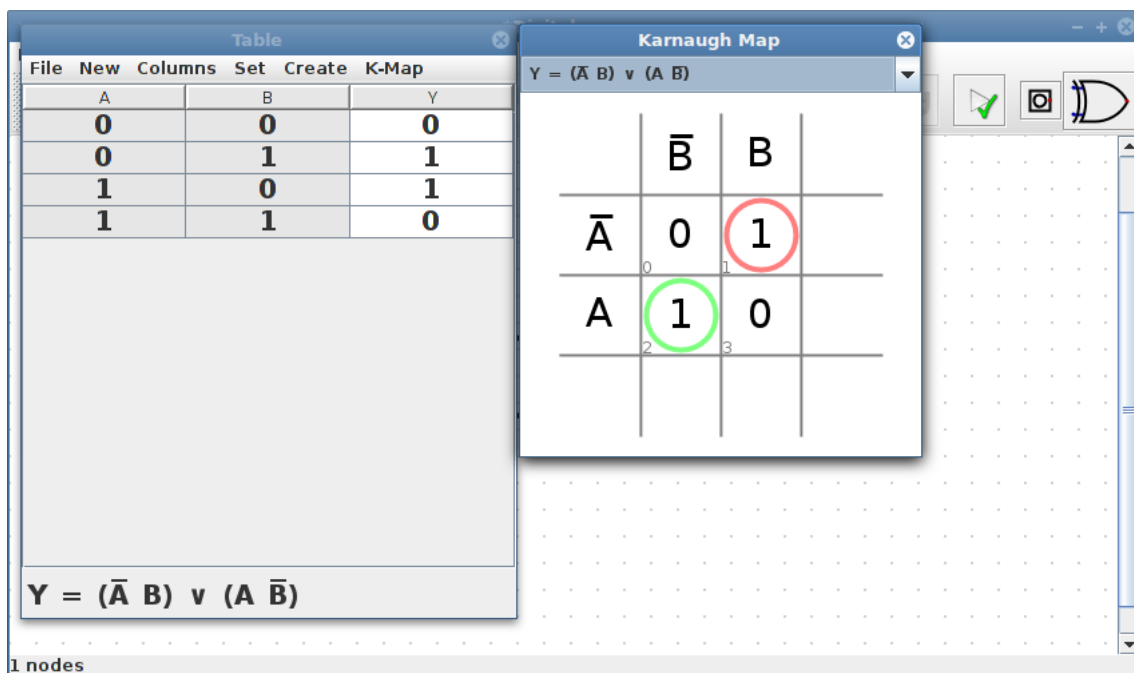 Table
File New Columns Set Create K-Map
A B Y
0 0 0
0 1 1
1 0 1
1 1 0
Y = (A̅ B) ∨ (A B̅)
Karnaugh Map
Y = (A̅ B) ∨ (A B̅)
B̅ B
A̅ 0 1
0 1
A 1 0
2 3
1 nodes